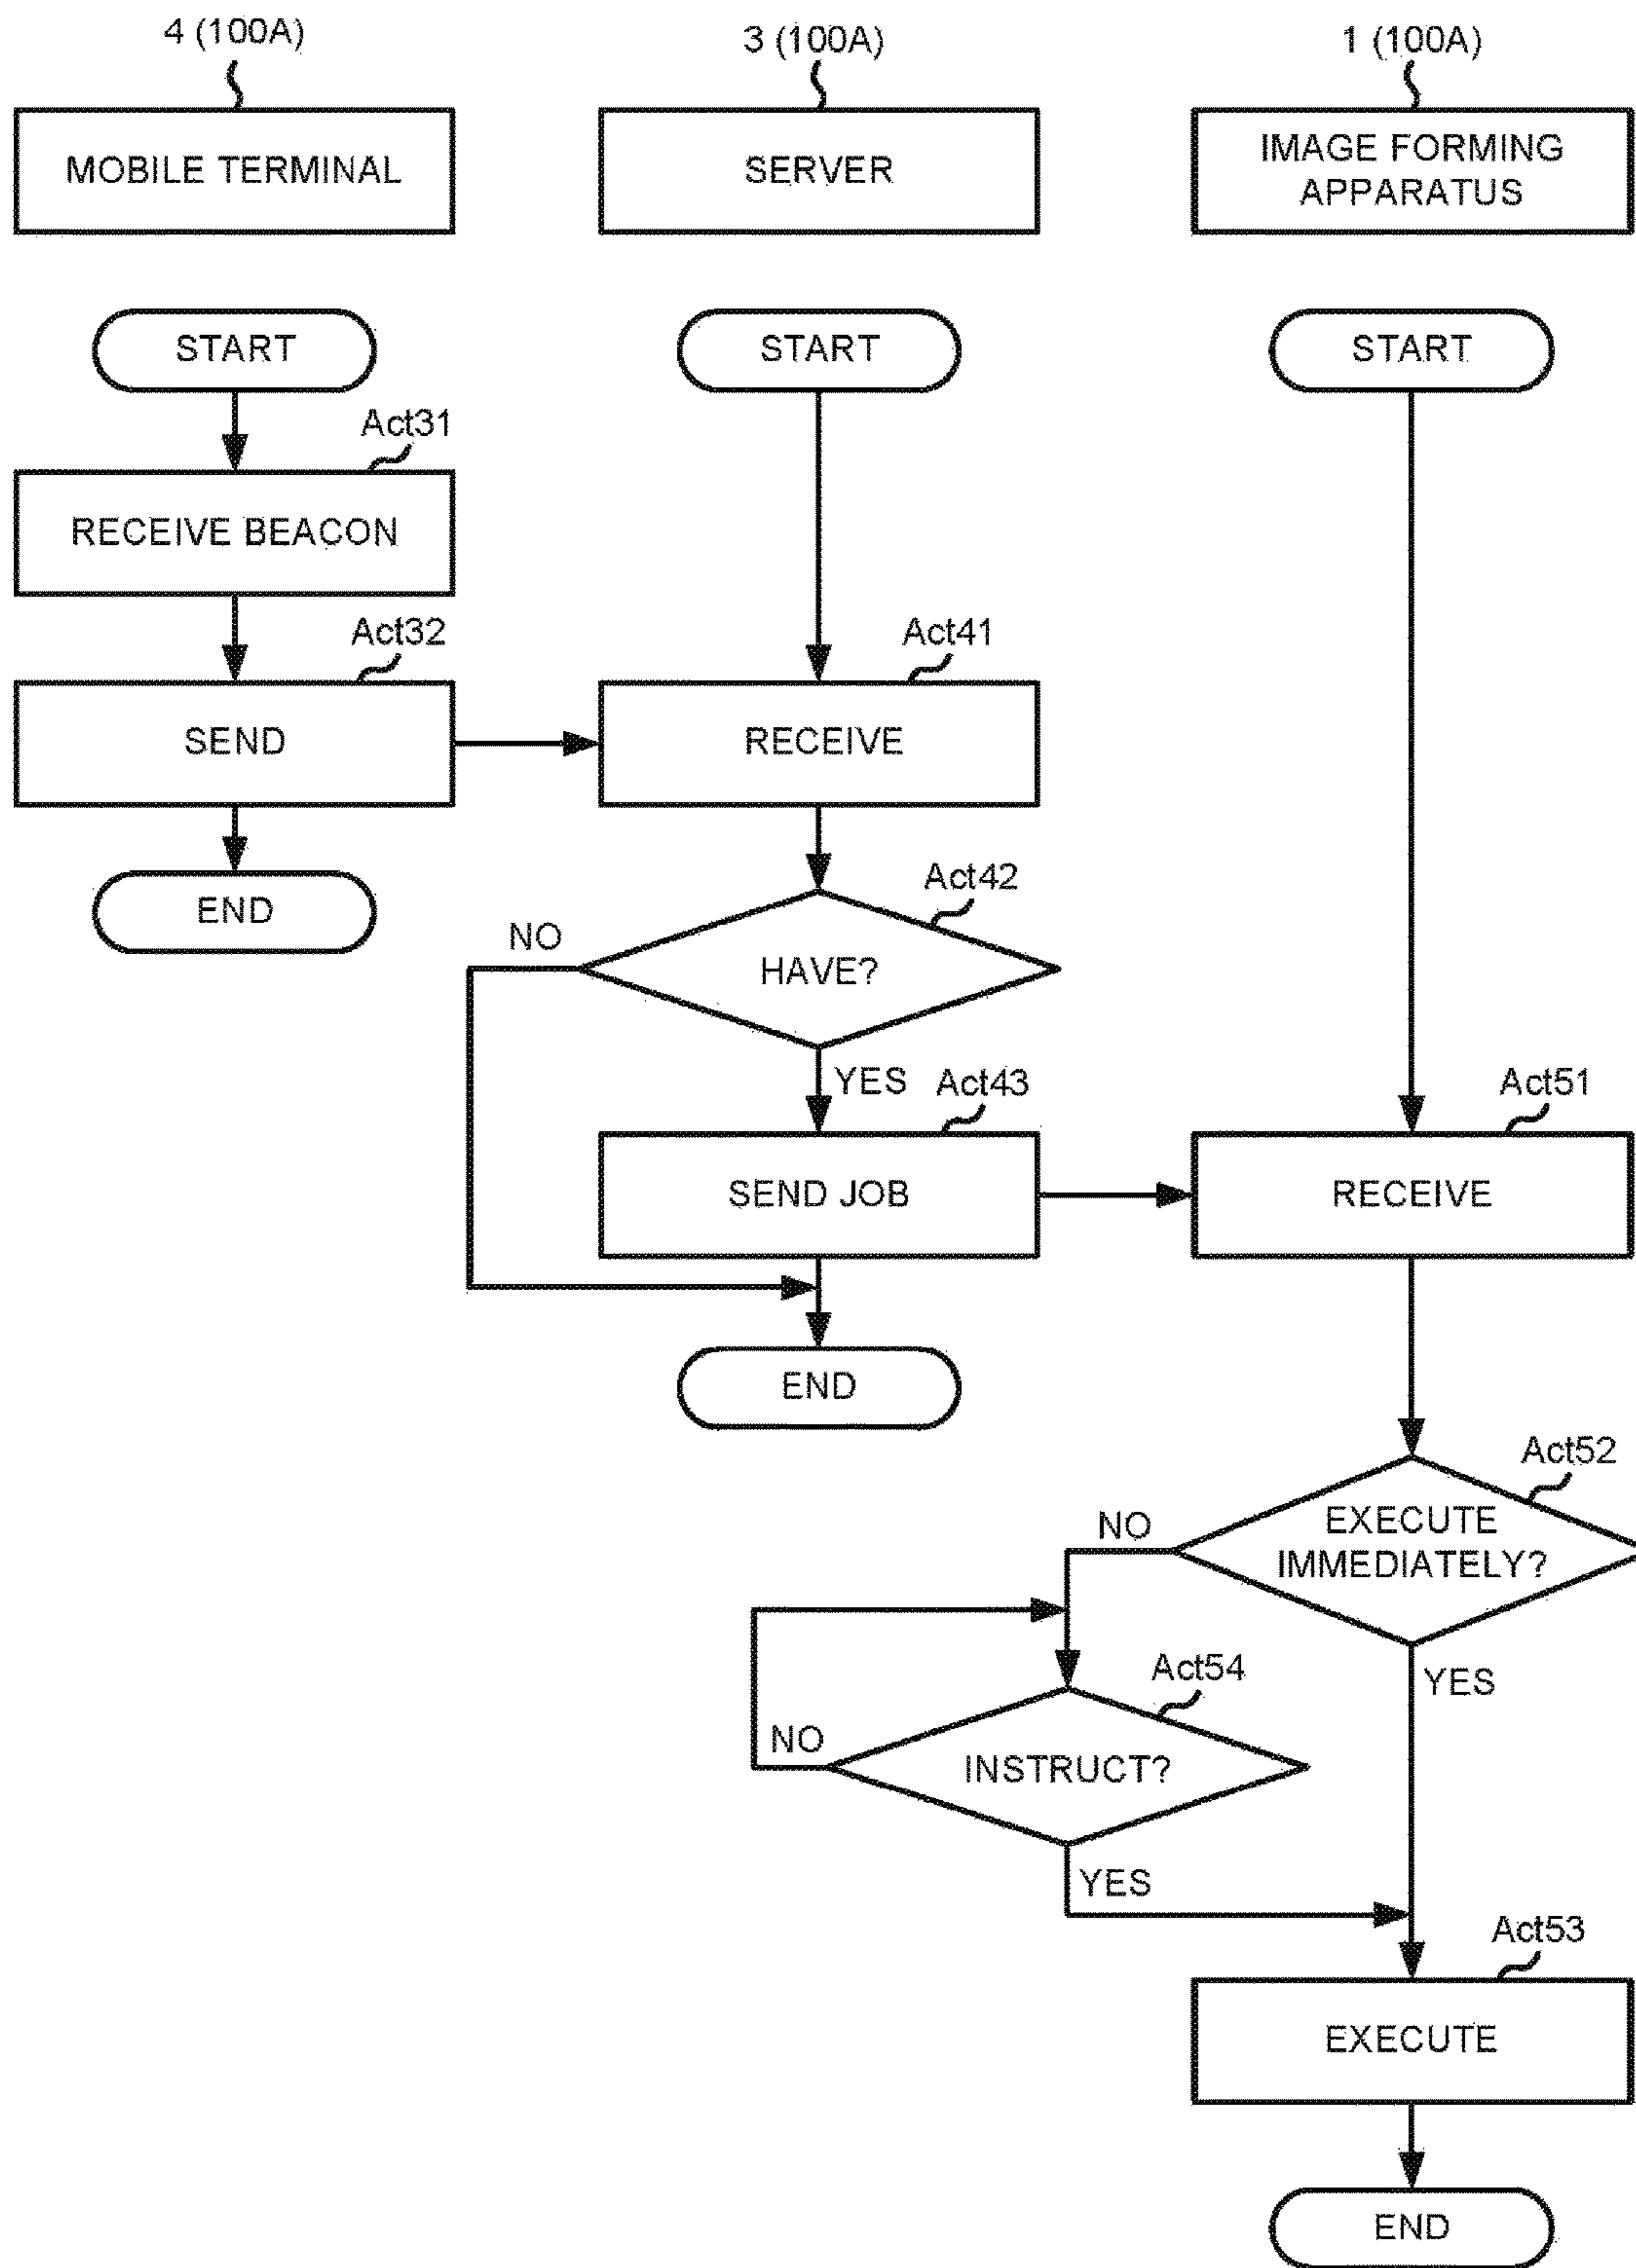 4 (100A)
3 (100A)
1 (100A)
MOBILE TERMINAL
SERVER
IMAGE FORMING
APPARATUS
START
START
START
Act31
RECEIVE BEACON
Act32
Act41
SEND
RECEIVE
END
Act42
NO
HAVE?
YES
Act43
Act51
SEND JOB
RECEIVE
END
Act52
NO
EXECUTE
IMMEDIATELY?
Act54
YES
NO
INSTRUCT?
YES
Act53
EXECUTE
END